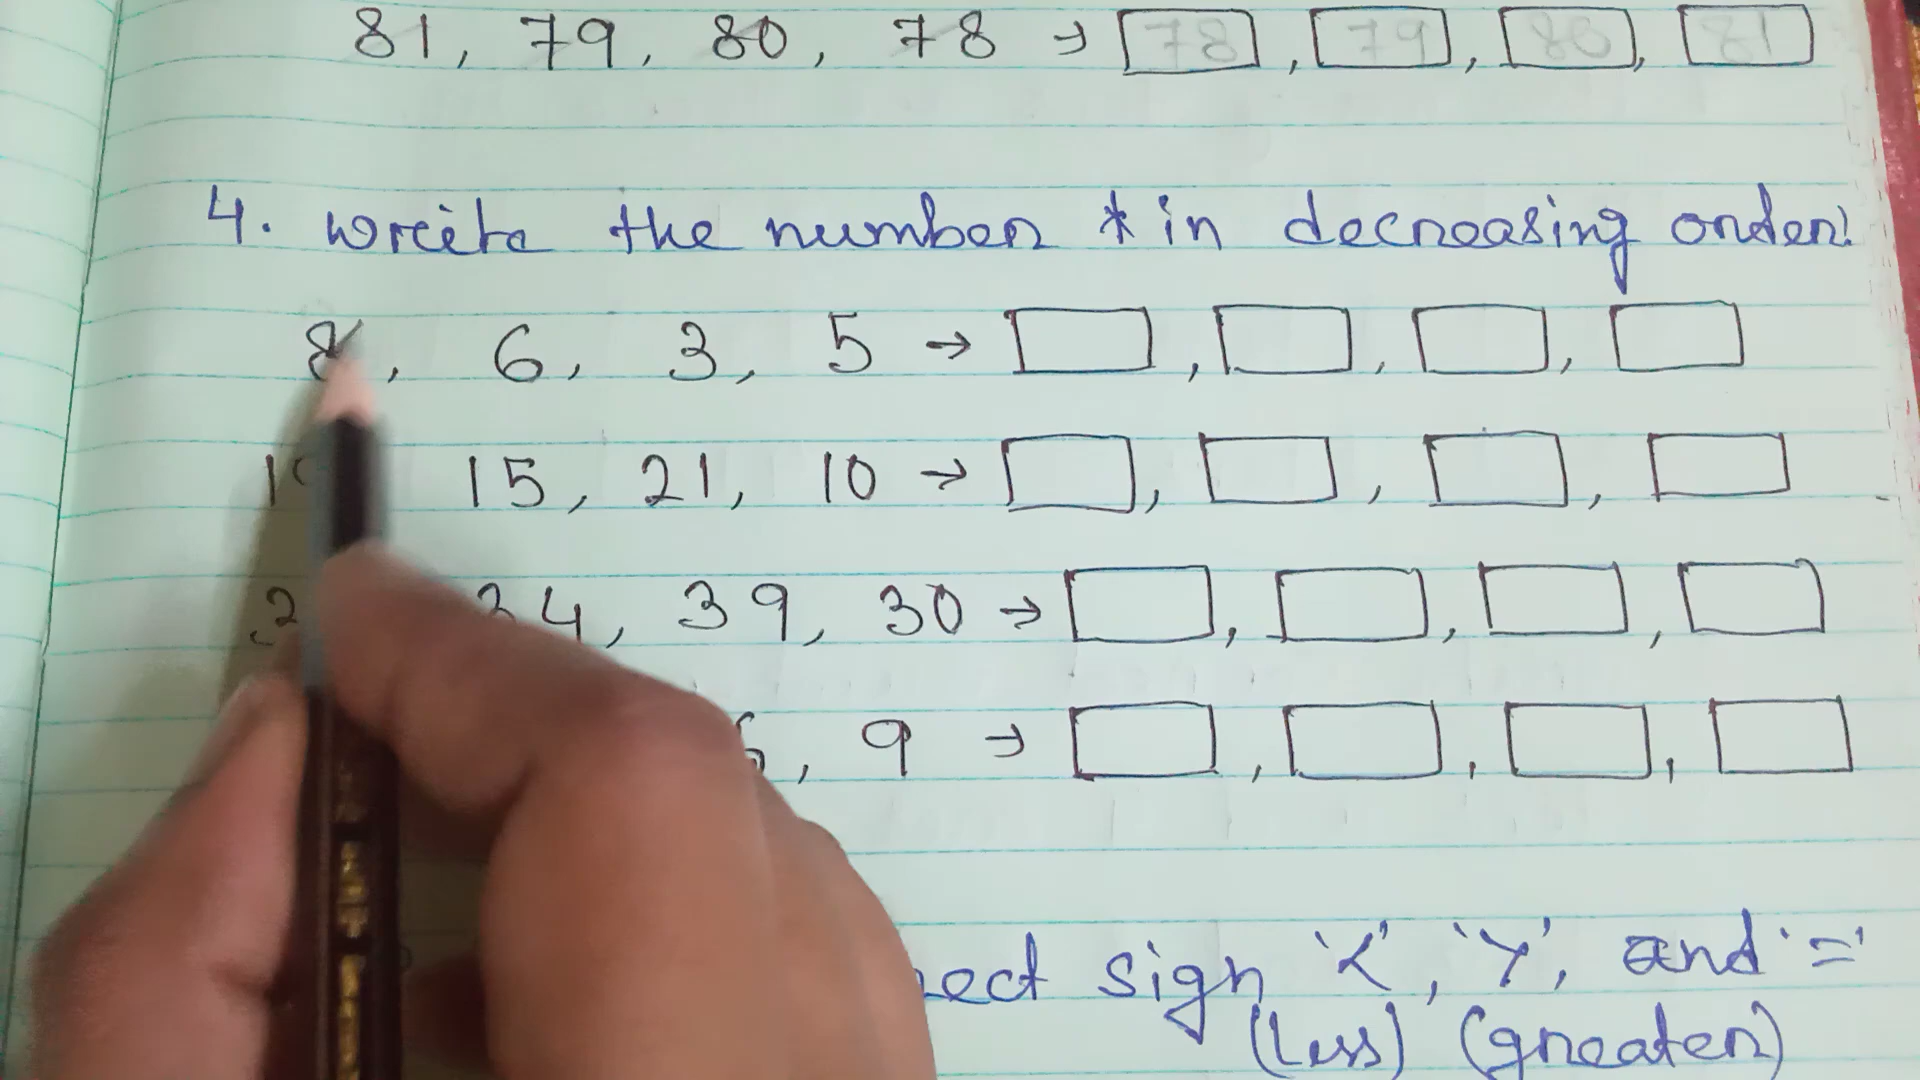 81, 79, 80, 78 → 78, 79, 80, 81
4. Write the number * in decreasing order.
8, 6, 3, 5 →
15, 21, 10 →
34, 39, 30 →
, 9 →
sign '<', '>', and '='
(Less) (greater)